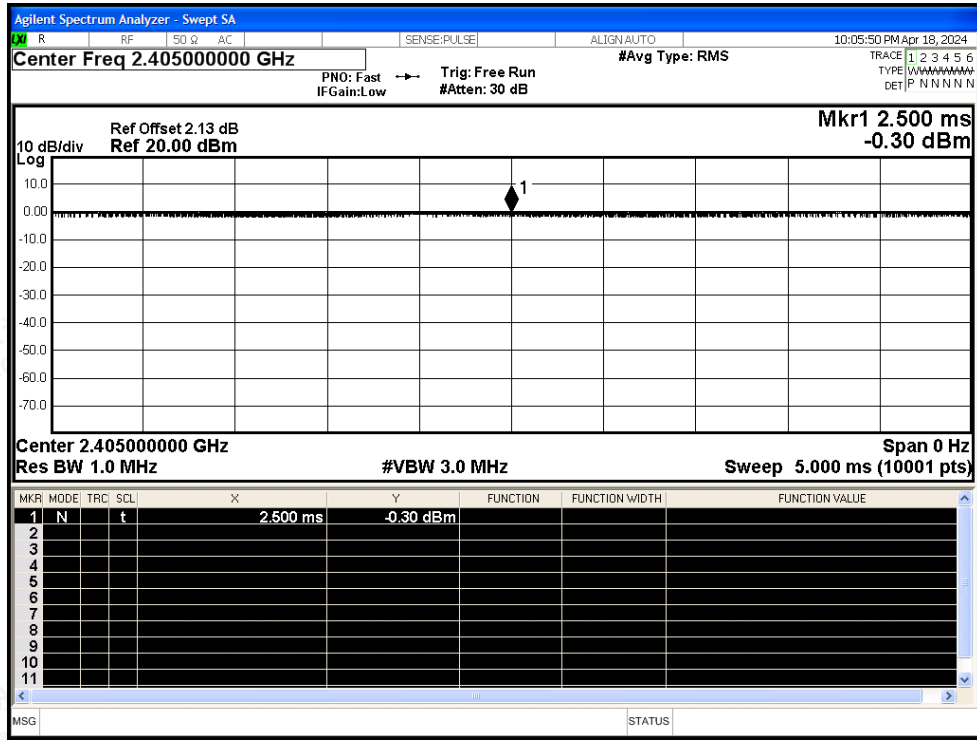 Agilent Spectrum Analyzer - Swept SA
LXI R RF 50 Ω AC SENSE:PULSE ALIGN AUTO 10:05:50 PM Apr 18, 2024
Center Freq 2.405000000 GHz #Avg Type: RMS TRACE 1 2 3 4 5 6
PNO: Fast Trig: Free Run TYPE WWWWWW
IFGain:Low #Atten: 30 dB DET P N N N N N
Mkr1 2.500 ms
Ref Offset 2.13 dB
10 dB/div Ref 20.00 dBm -0.30 dBm
Log
10.0
1
0.00
-10.0
-20.0
-30.0
-40.0
-50.0
-60.0
-70.0
Center 2.405000000 GHz Span 0 Hz
Res BW 1.0 MHz #VBW 3.0 MHz Sweep 5.000 ms (10001 pts)
MKR MODE TRC SCL X Y FUNCTION FUNCTION WIDTH FUNCTION VALUE
1 N t 2.500 ms -0.30 dBm
2
3
4
5
6
7
8
9
10
11
MSG STATUS